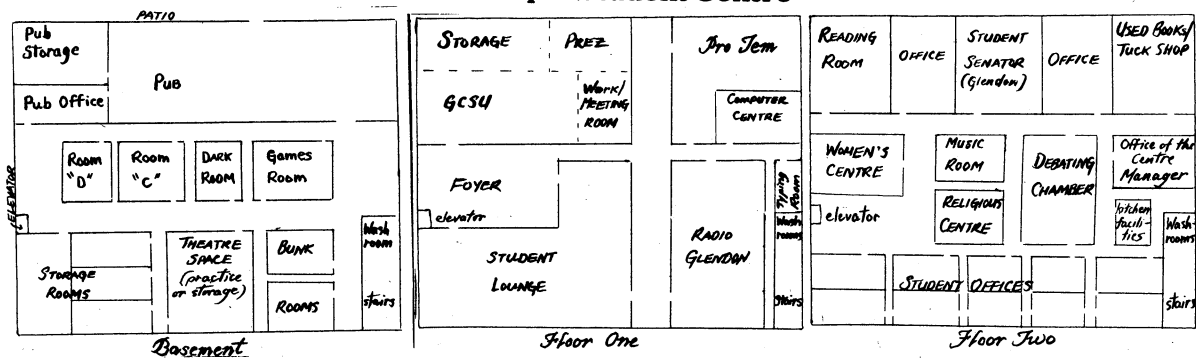 Student Centre
PATIO
Pub
Storage
PUB
Pub Office
Room
"D"
Room
"C"
DARK
ROOM
Games
Room
ELEVATOR
STORAGE
ROOMS
THEATRE
SPACE
(practice
or storage)
BUNK
ROOMS
Wash
room
stairs
Basement
STORAGE
PREZ
Pro Tem
GCSU
WORK/
MEETING
ROOM
COMPUTER
CENTRE
FOYER
elevator
STUDENT
LOUNGE
RADIO
GLENDON
Typing
Room
Wash
rooms
stairs
Floor One
READING
ROOM
OFFICE
STUDENT
SENATOR
(Glendon)
OFFICE
USED BOOKS/
TUCK SHOP
WOMEN'S
CENTRE
MUSIC
ROOM
DEBATING
CHAMBER
Office of the
Centre
Manager
elevator
RELIGIOUS
CENTRE
kitchen
facili-
ties
Wash-
rooms
STUDENT OFFICES
stairs
Floor Two